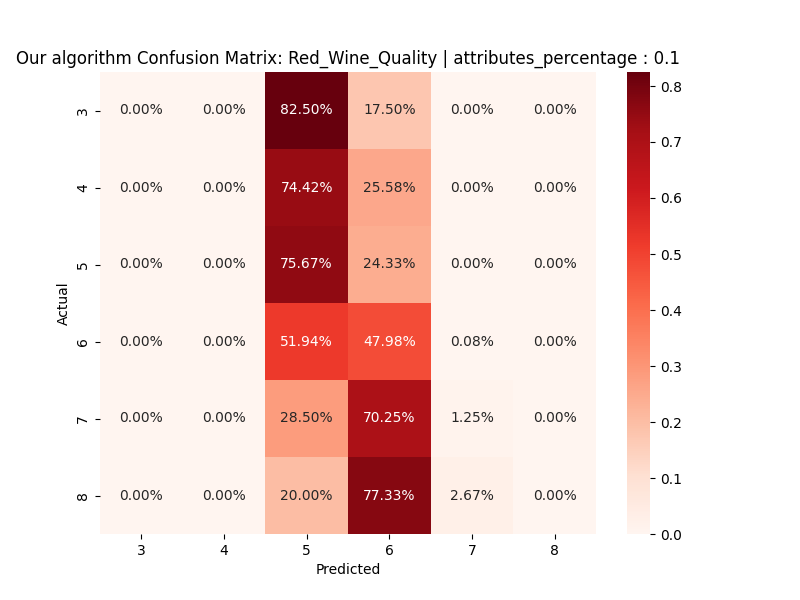 Our algorithm Confusion Matrix: Red_Wine_Quality | attributes_percentage : 0.1
Actual
3 0.00% 0.00% 82.50% 17.50% 0.00% 0.00%
4 0.00% 0.00% 74.42% 25.58% 0.00% 0.00%
5 0.00% 0.00% 75.67% 24.33% 0.00% 0.00%
6 0.00% 0.00% 51.94% 47.98% 0.08% 0.00%
7 0.00% 0.00% 28.50% 70.25% 1.25% 0.00%
8 0.00% 0.00% 20.00% 77.33% 2.67% 0.00%
3 4 5 6 7 8
Predicted
0.8
0.7
0.6
0.5
0.4
0.3
0.2
0.1
0.0